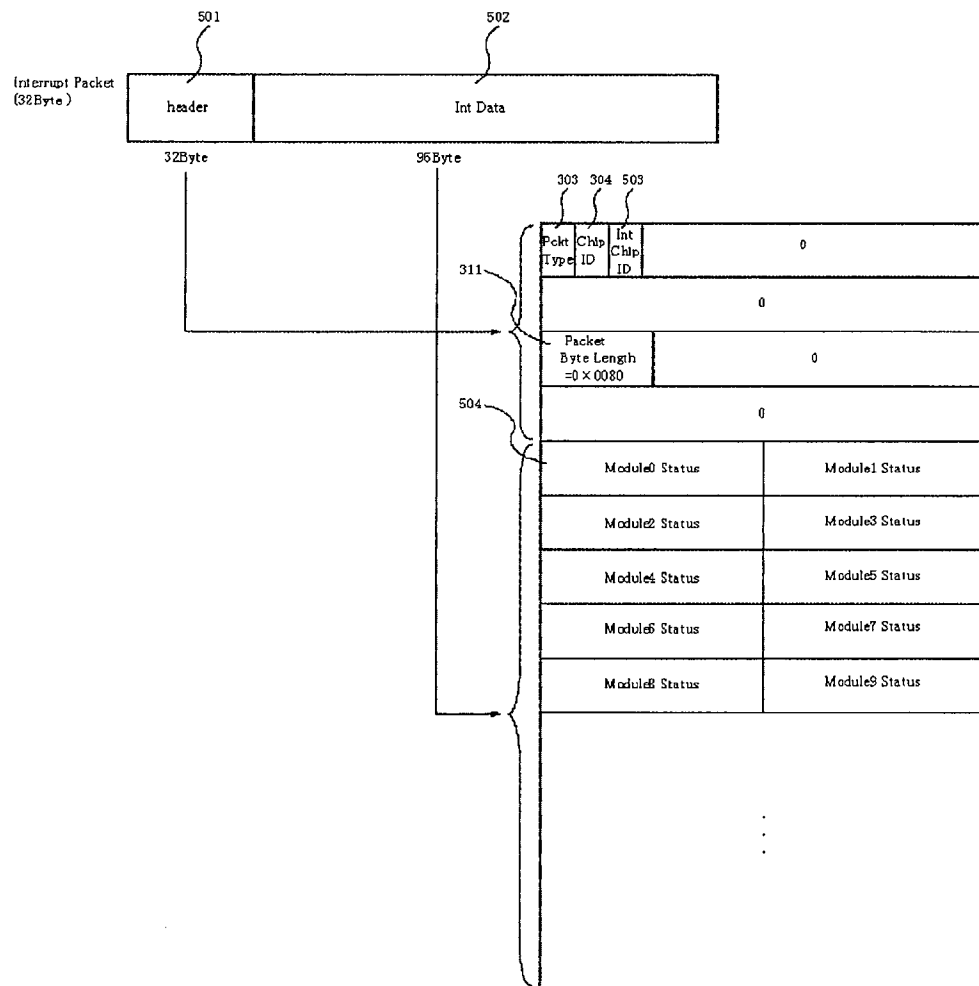 501
502
Interrupt Packet
(32Byte)
header
Int Data
32Byte
96Byte
303
304
503
Pckt
Type
Chip
ID
Int
Chip
ID
0
311
0
Packet
Byte Length
=0×0080
0
504
0
Module0 Status
Module1 Status
Module2 Status
Module3 Status
Module4 Status
Module5 Status
Module6 Status
Module7 Status
Module8 Status
Module9 Status